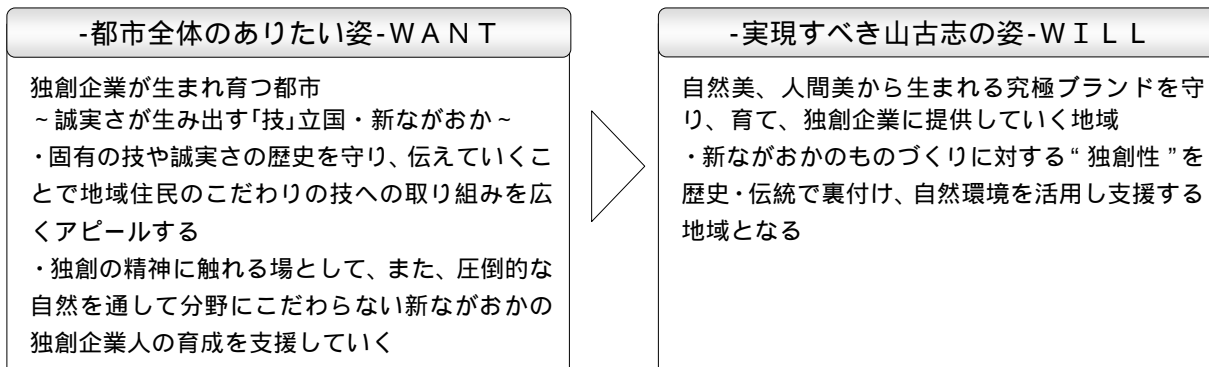 -都市全体のありたい姿-ＷＡＮＴ
独創企業が生まれ育つ都市
~誠実さが生み出す｢技｣立国・新ながおか~
・固有の技や誠実さの歴史を守り、伝えていくこ
とで地域住民のこだわりの技への取り組みを広
くアピールする
・独創の精神に触れる場として、また、圧倒的な
自然を通して分野にこだわらない新ながおかの
独創企業人の育成を支援していく
-実現すべき山古志の姿-ＷＩＬＬ
自然美、人間美から生まれる究極ブランドを守
り、育て、独創企業に提供していく地域
・新ながおかのものづくりに対する“独創性”を
歴史・伝統で裏付け、自然環境を活用し支援する
地域となる